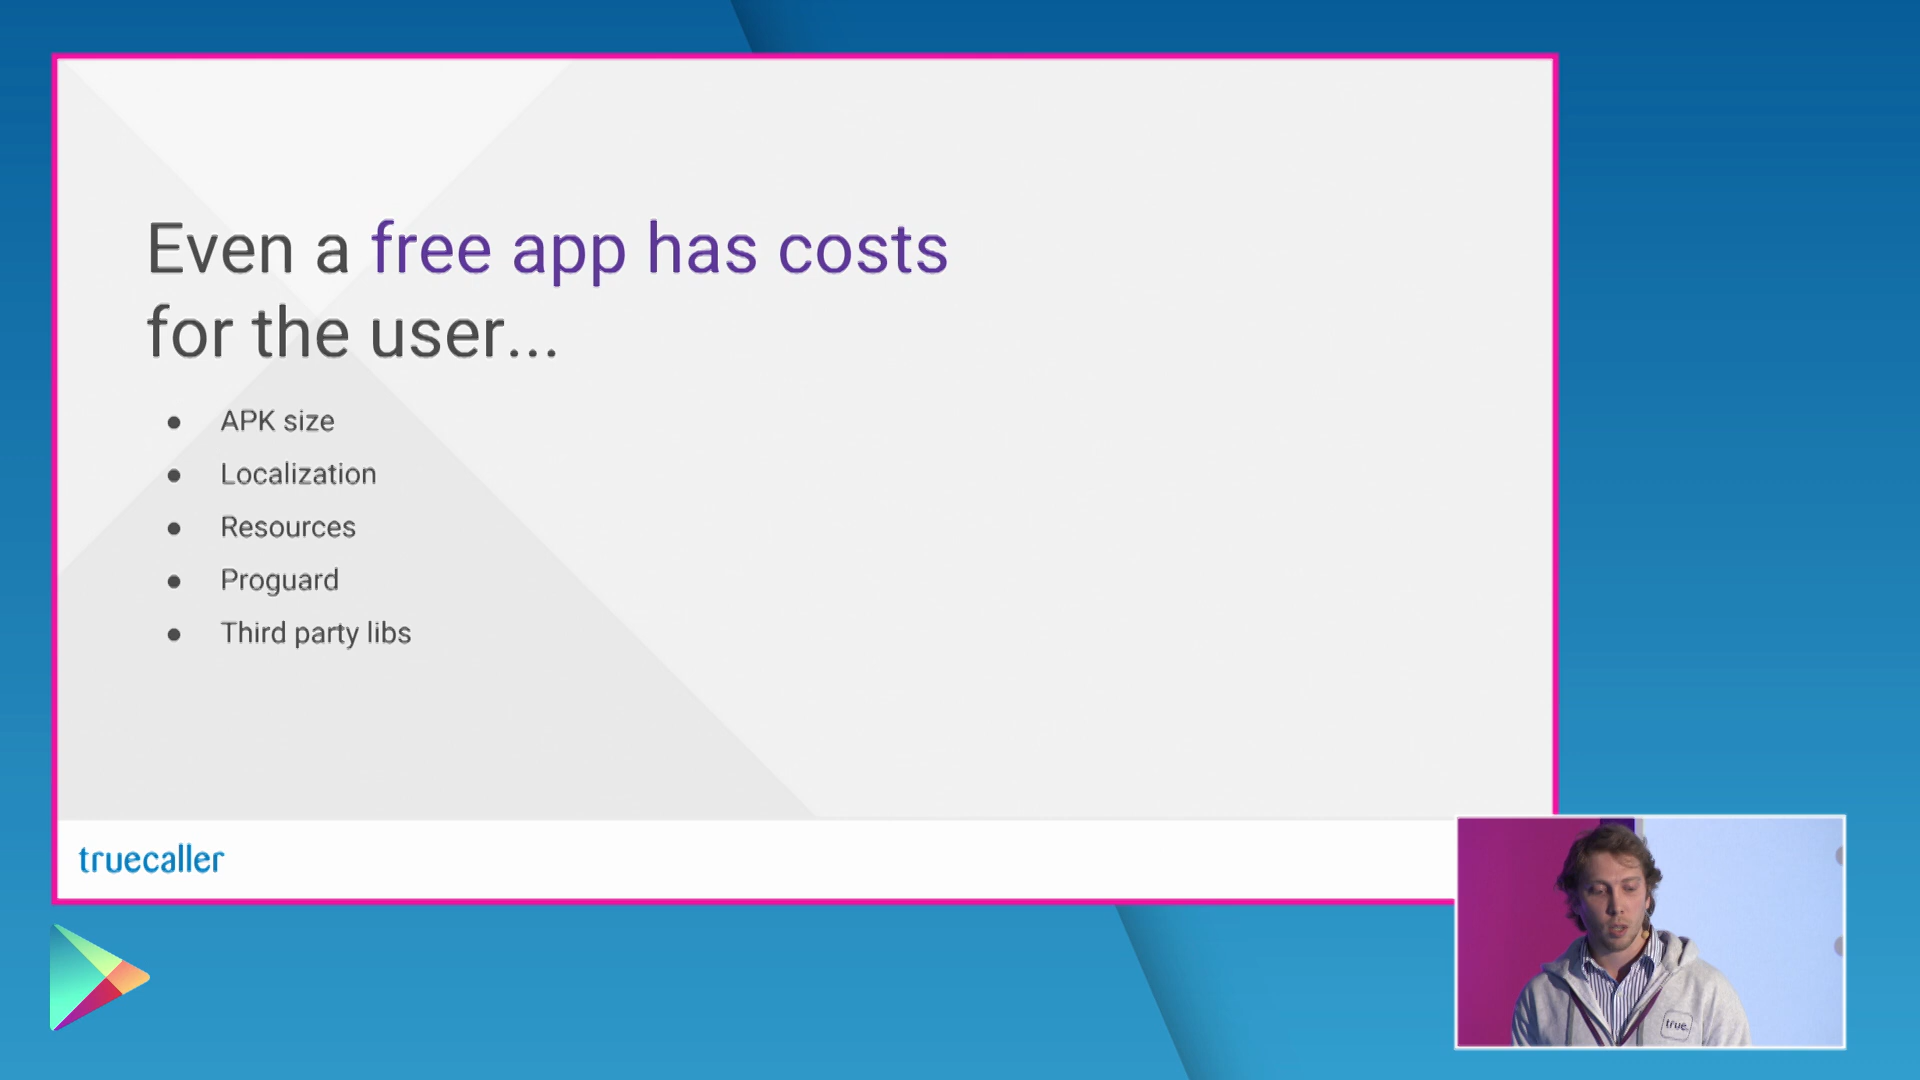 Even a free app has costs
for the user...
● APK size
● Localization
● Resources
● Proguard
● Third party libs
truecaller
true.